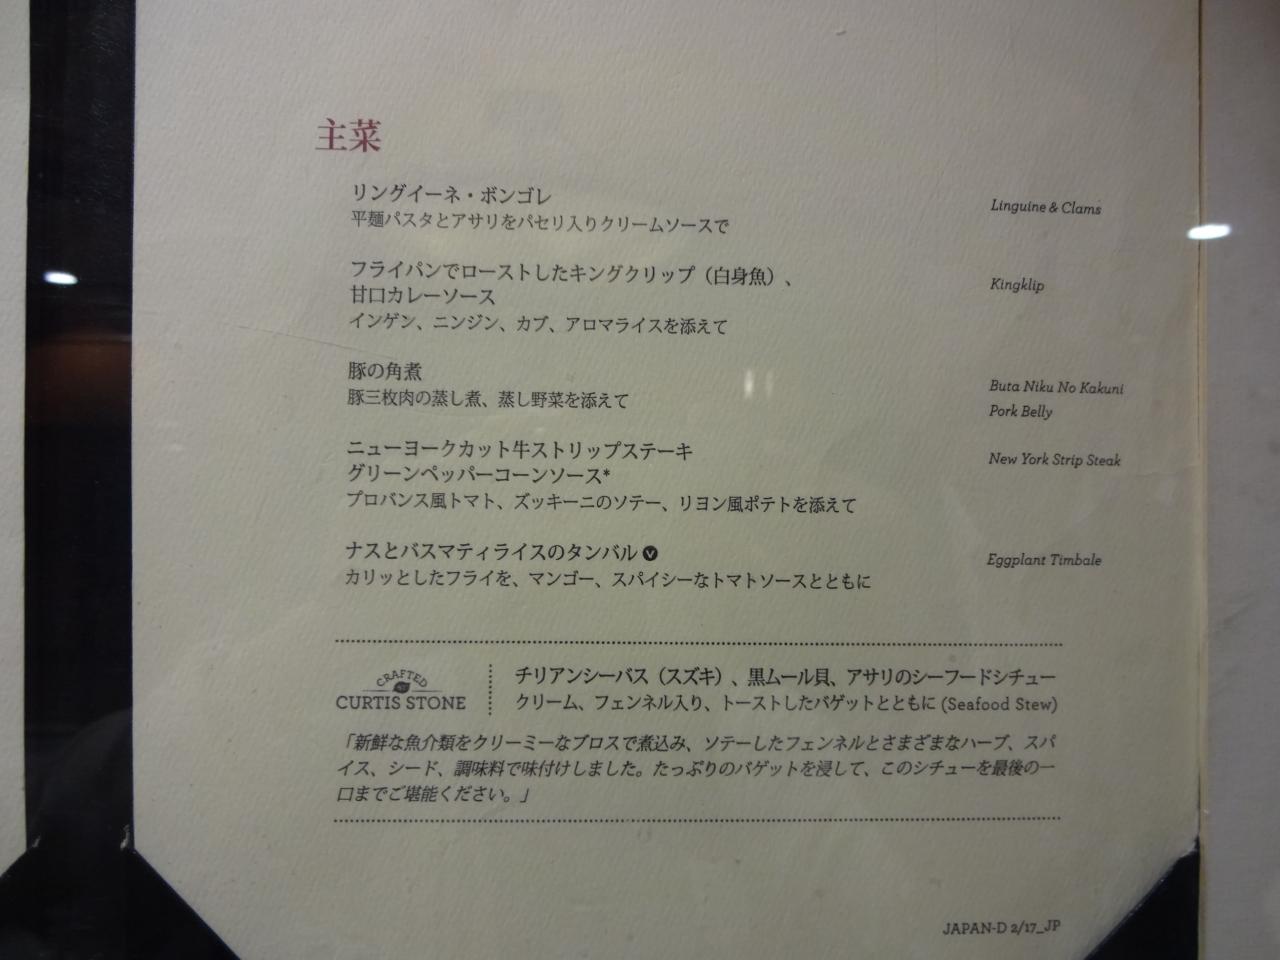 主菜
リングイーネ・ボンゴレ
Linguine & Clams
平麺パスタとアサリをパセリ入りクリームソースで
フライパンでローストしたキングクリップ（白身魚）、
Kingklip
甘口カレーソース
インゲン、ニンジン、カブ、アロマライスを添えて
豚の角煮
Buta Niku No Kakuni
豚三枚肉の蒸し煮、蒸し野菜を添えて
Pork Belly
ニューヨークカット牛ストリップステーキ
New York Strip Steak
グリーンペッパーコーンソース*
プロバンス風トマト、ズッキーニのソテー、リヨン風ポテトを添えて
ナスとバスマティライスのタンバル V
Eggplant Timbale
カリッとしたフライを、マンゴー、スパイシーなトマトソースとともに
CRAFTED
BY
CURTIS STONE
チリアンシーバス（スズキ）、黒ムール貝、アサリのシーフードシチュー
クリーム、フェンネル入り、トーストしたバゲットとともに (Seafood Stew)
「新鮮な魚介類をクリーミーなブロスで煮込み、ソテーしたフェンネルとさまざまなハーブ、スパ
イス、シード、調味料で味付けしました。たっぷりのバゲットを浸して、このシチューを最後の一
口までご堪能ください。」
JAPAN-D 2/17_JP